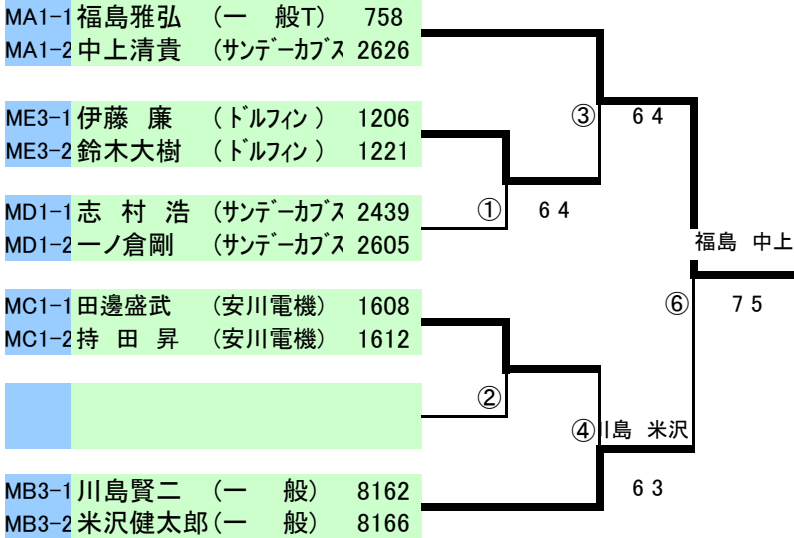 MA1-1 福島雅弘 (一 般T) 758
MA1-2 中上清貴 (サンデーカブス 2626
ME3-1 伊藤 廉 (ドルフィン) 1206
ME3-2 鈴木大樹 (ドルフィン) 1221
③ 6 4
MD1-1 志 村 浩 (サンデーカブス 2439
① 6 4
MD1-2 一ノ倉剛 (サンデーカブス 2605
福島 中上
MC1-1 田邊盛武 (安川電機) 1608
⑥ 7 5
MC1-2 持 田 昇 (安川電機) 1612
②
④ 川島 米沢
MB3-1 川島賢二 (一 般) 8162
6 3
MB3-2 米沢健太郎 (一 般) 8166